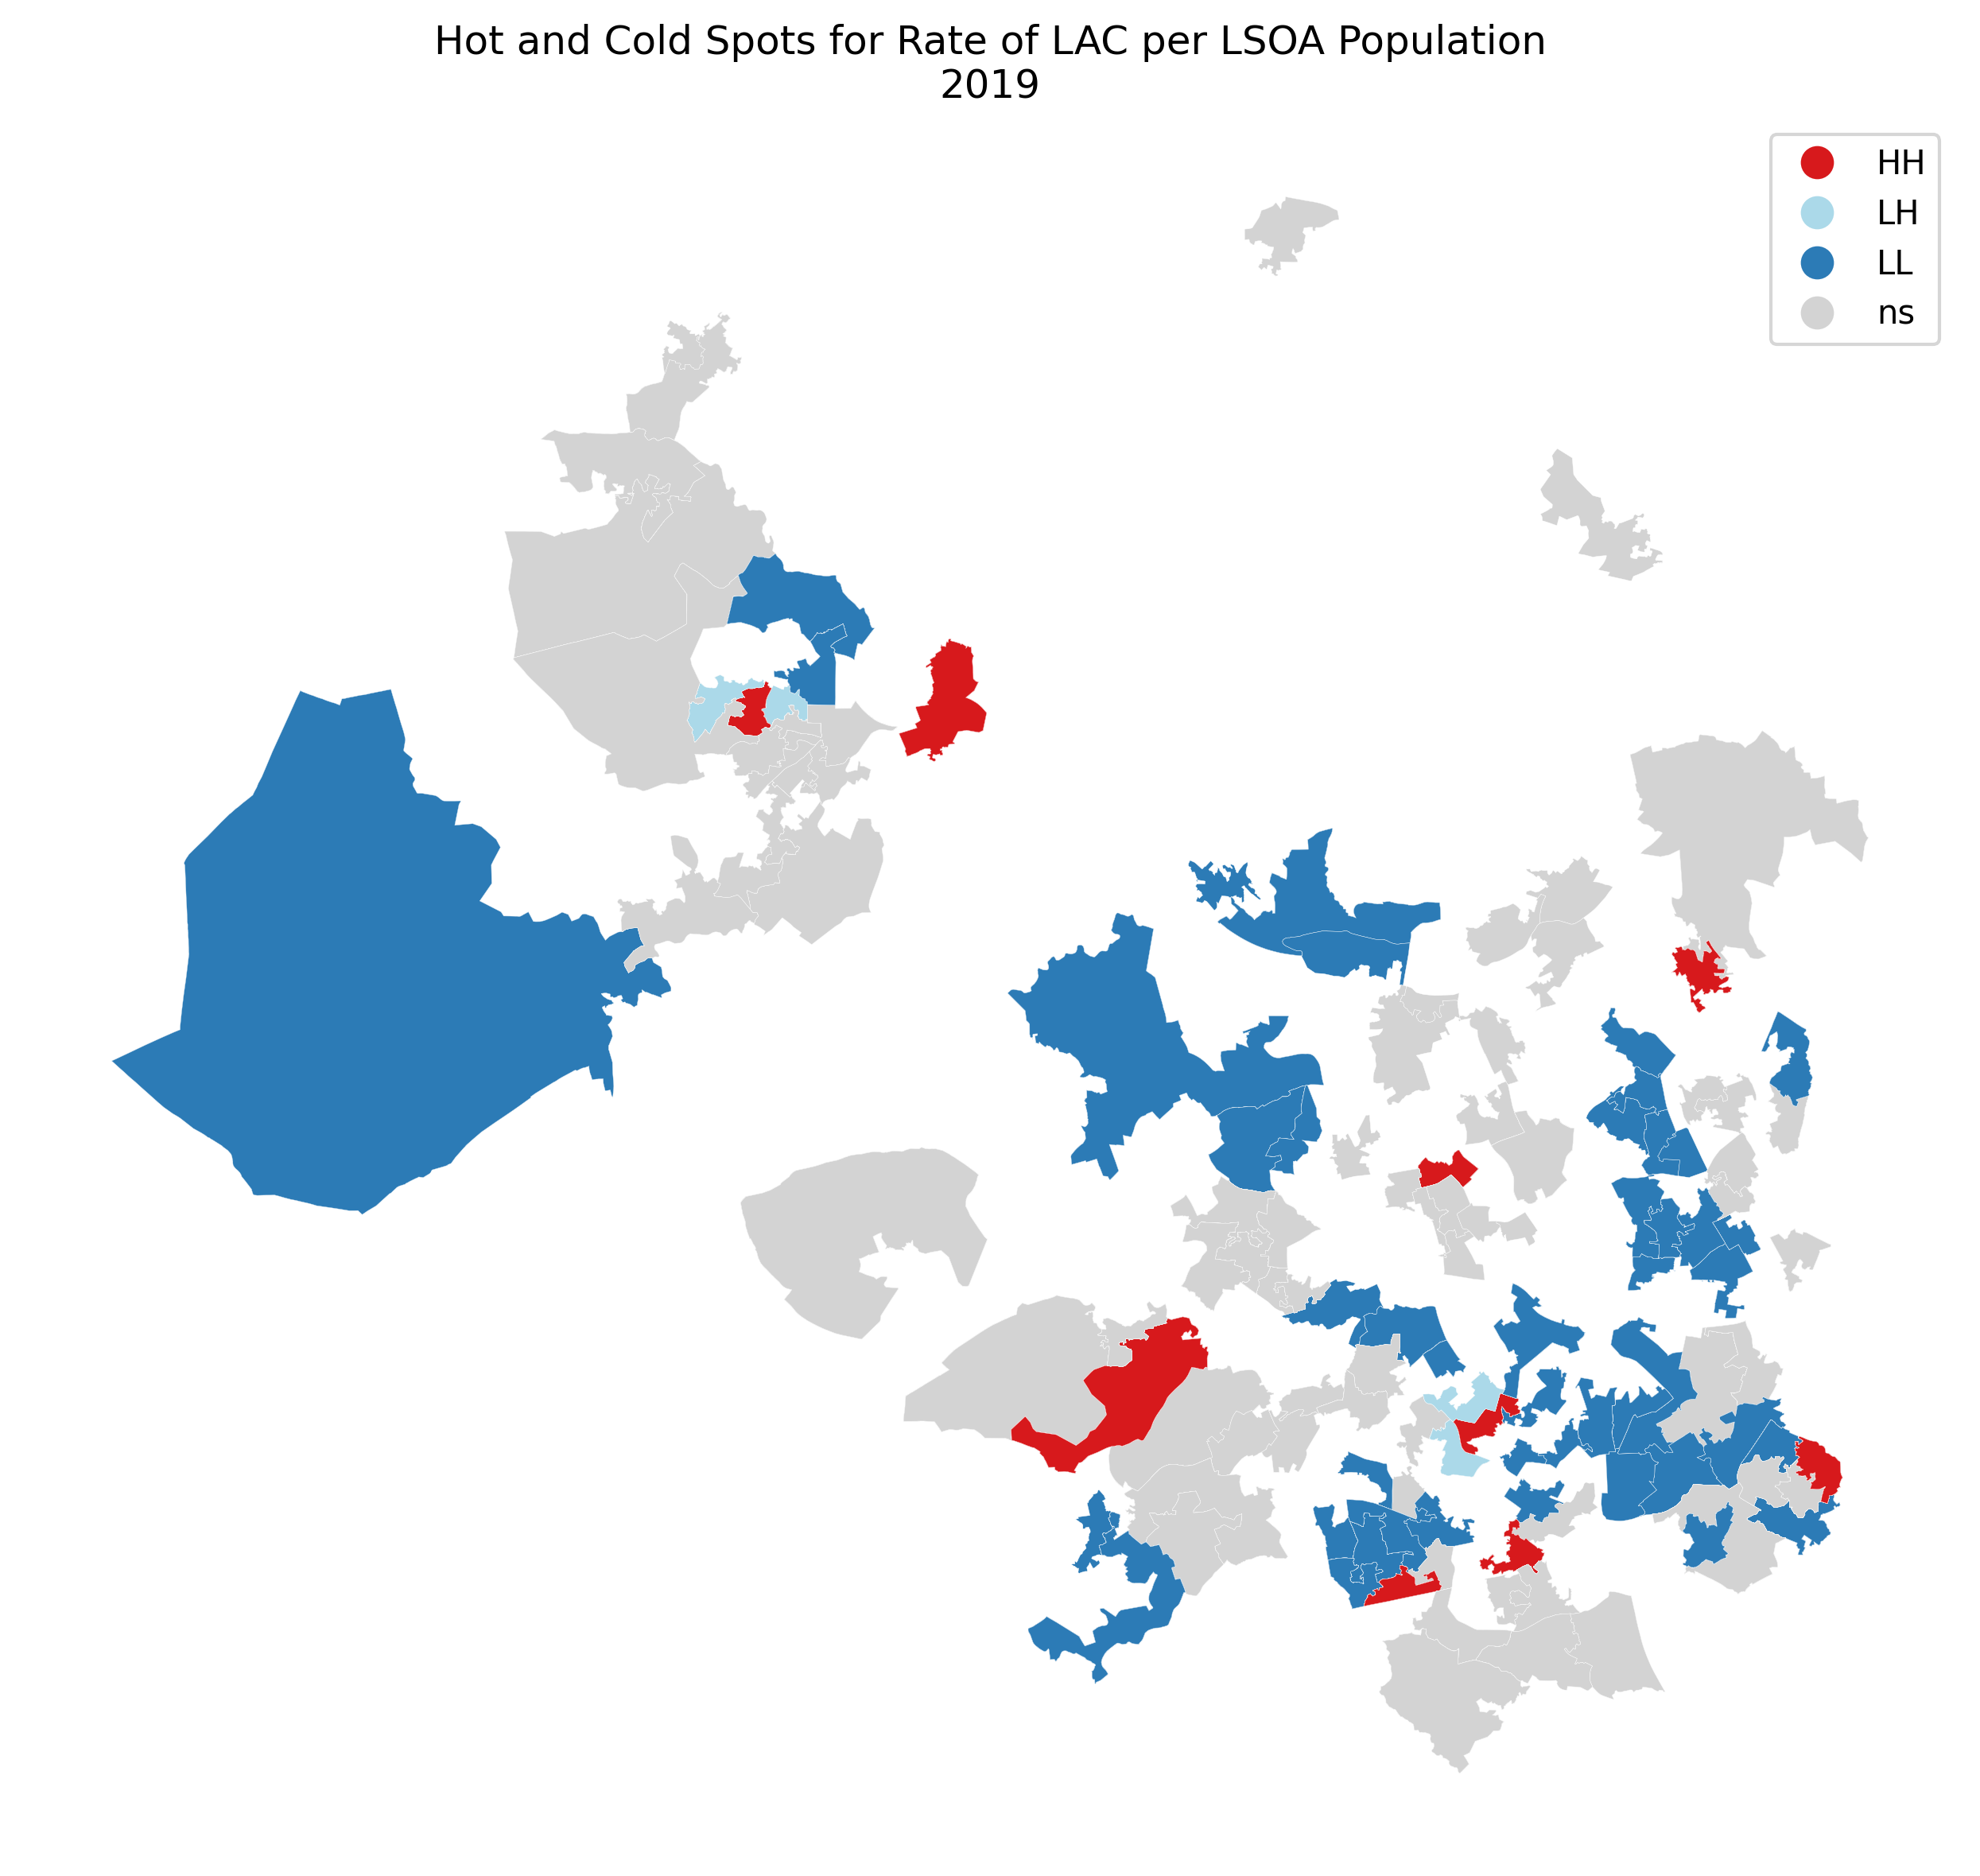 Hot and Cold Spots for Rate of LAC per LSOA Population
2019
HH
LH
LL
ns